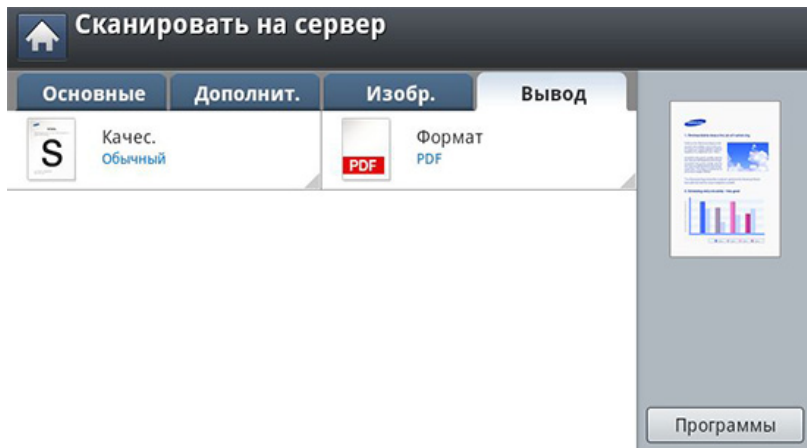 Сканировать на сервер
Основные
Дополнит.
Изобр.
Вывод
S
Качес.
Обычный
PDF
Формат
PDF
Программы